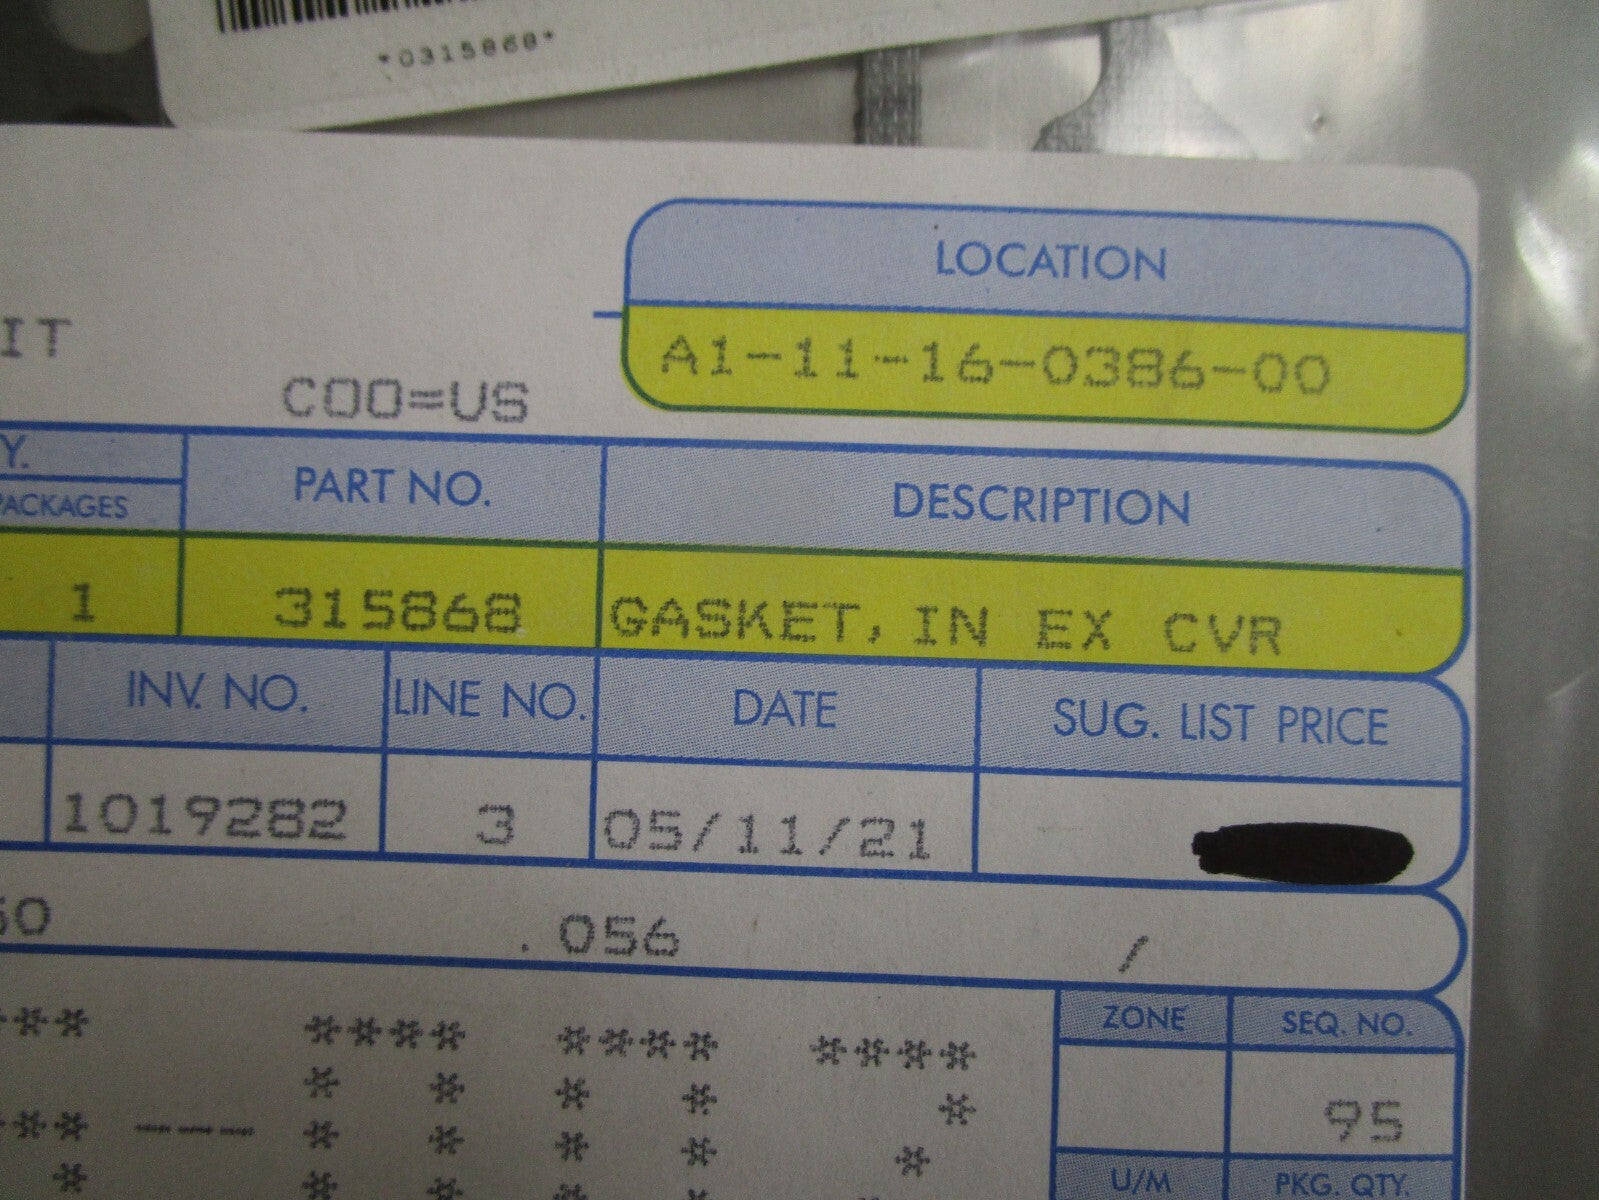 *0315868*
LOCATION
A1-11-16-0386-00
IT
COO=US
Y.
PACKAGES
PART NO.
DESCRIPTION
1
315868
GASKET, IN EX CVR
INV. NO.
LINE NO.
DATE
SUG. LIST PRICE
1019282
3
05/11/21
60 .056 /
*** **** **** ****
ZONE
SEQ. NO.
* * * * *
95
*** --- * * * * *
* * * * *
U/M
PKG. QTY.